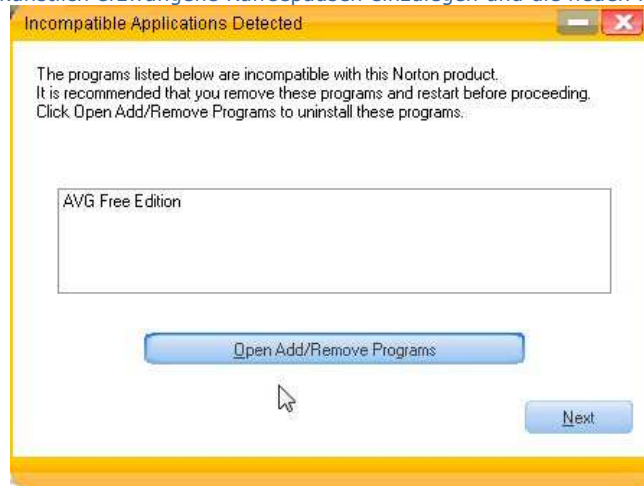 Incompatible Applications Detected
The programs listed below are incompatible with this Norton product.
It is recommended that you remove these programs and restart before proceeding.
Click Open Add/Remove Programs to uninstall these programs.
AVG Free Edition
Open Add/Remove Programs
Next